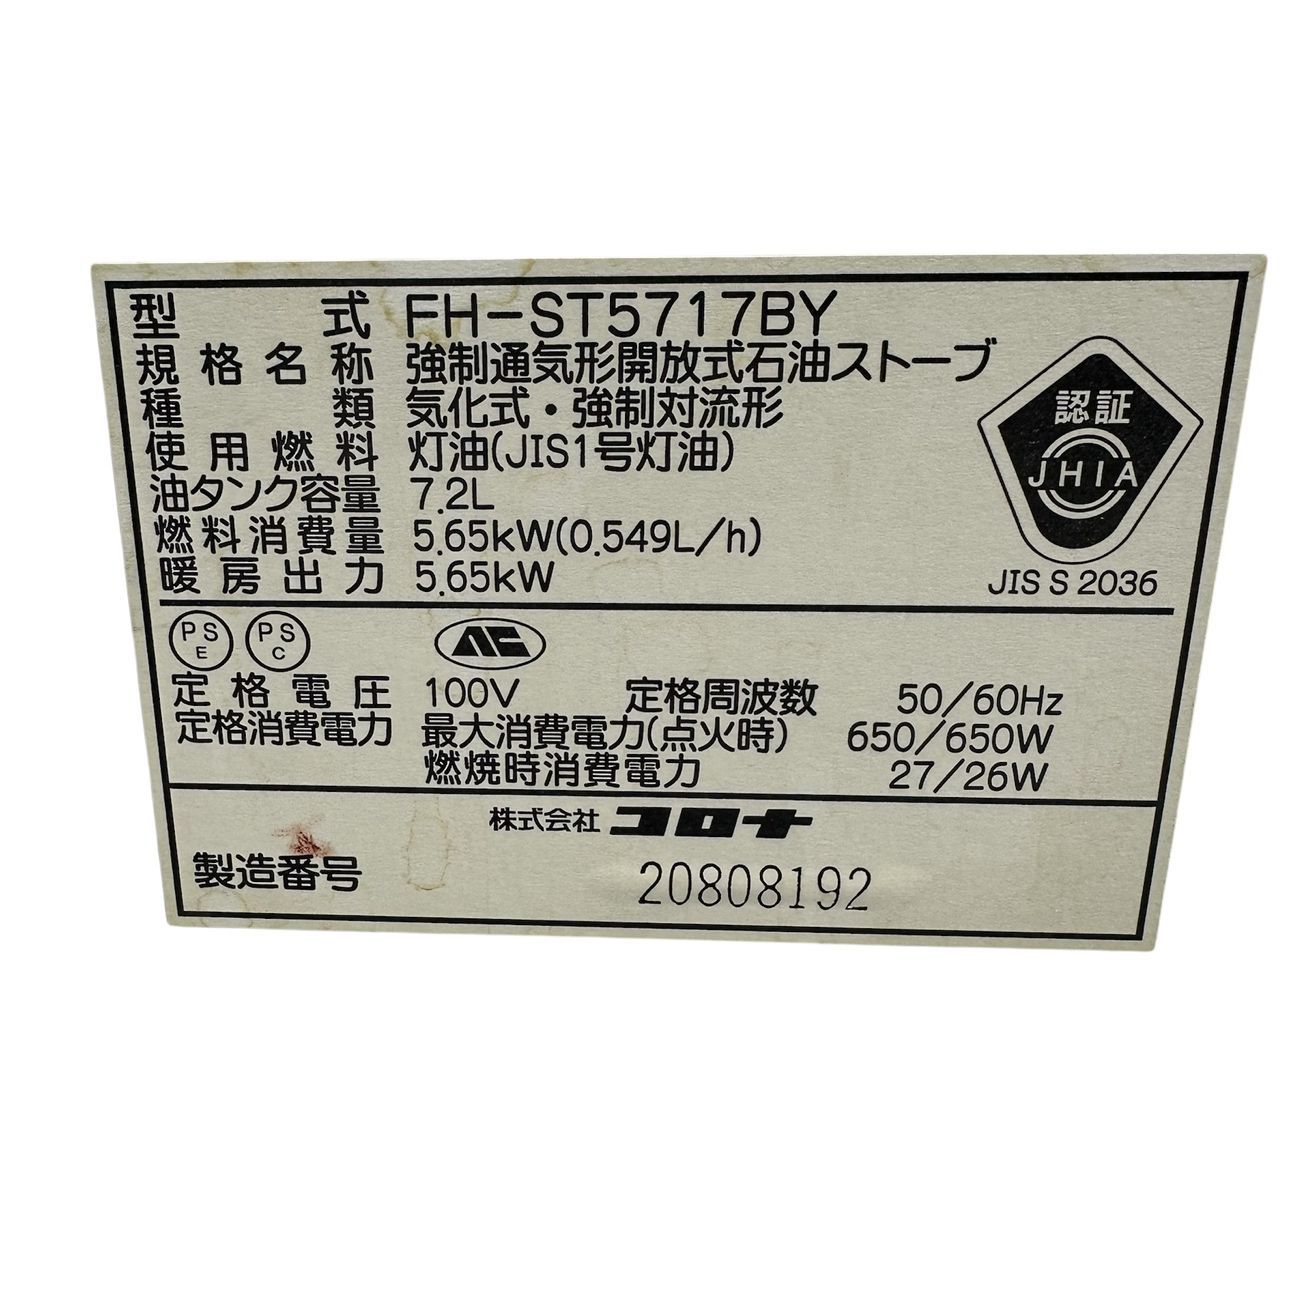 型式 FH-ST5717BY
規格名称 強制通気形開放式石油ストーブ
種類 気化式・強制対流形
使用燃料 灯油(JIS1号灯油)
油タンク容量 7.2L
燃料消費量 5.65kW(0.549L/h)
暖房出力 5.65kW
認証
JHIA
JIS S 2036
PS E PS C
定格電圧 100V 定格周波数 50/60Hz
定格消費電力 最大消費電力(点火時) 650/650W
燃焼時消費電力 27/26W
株式会社 コロナ
製造番号 20808192